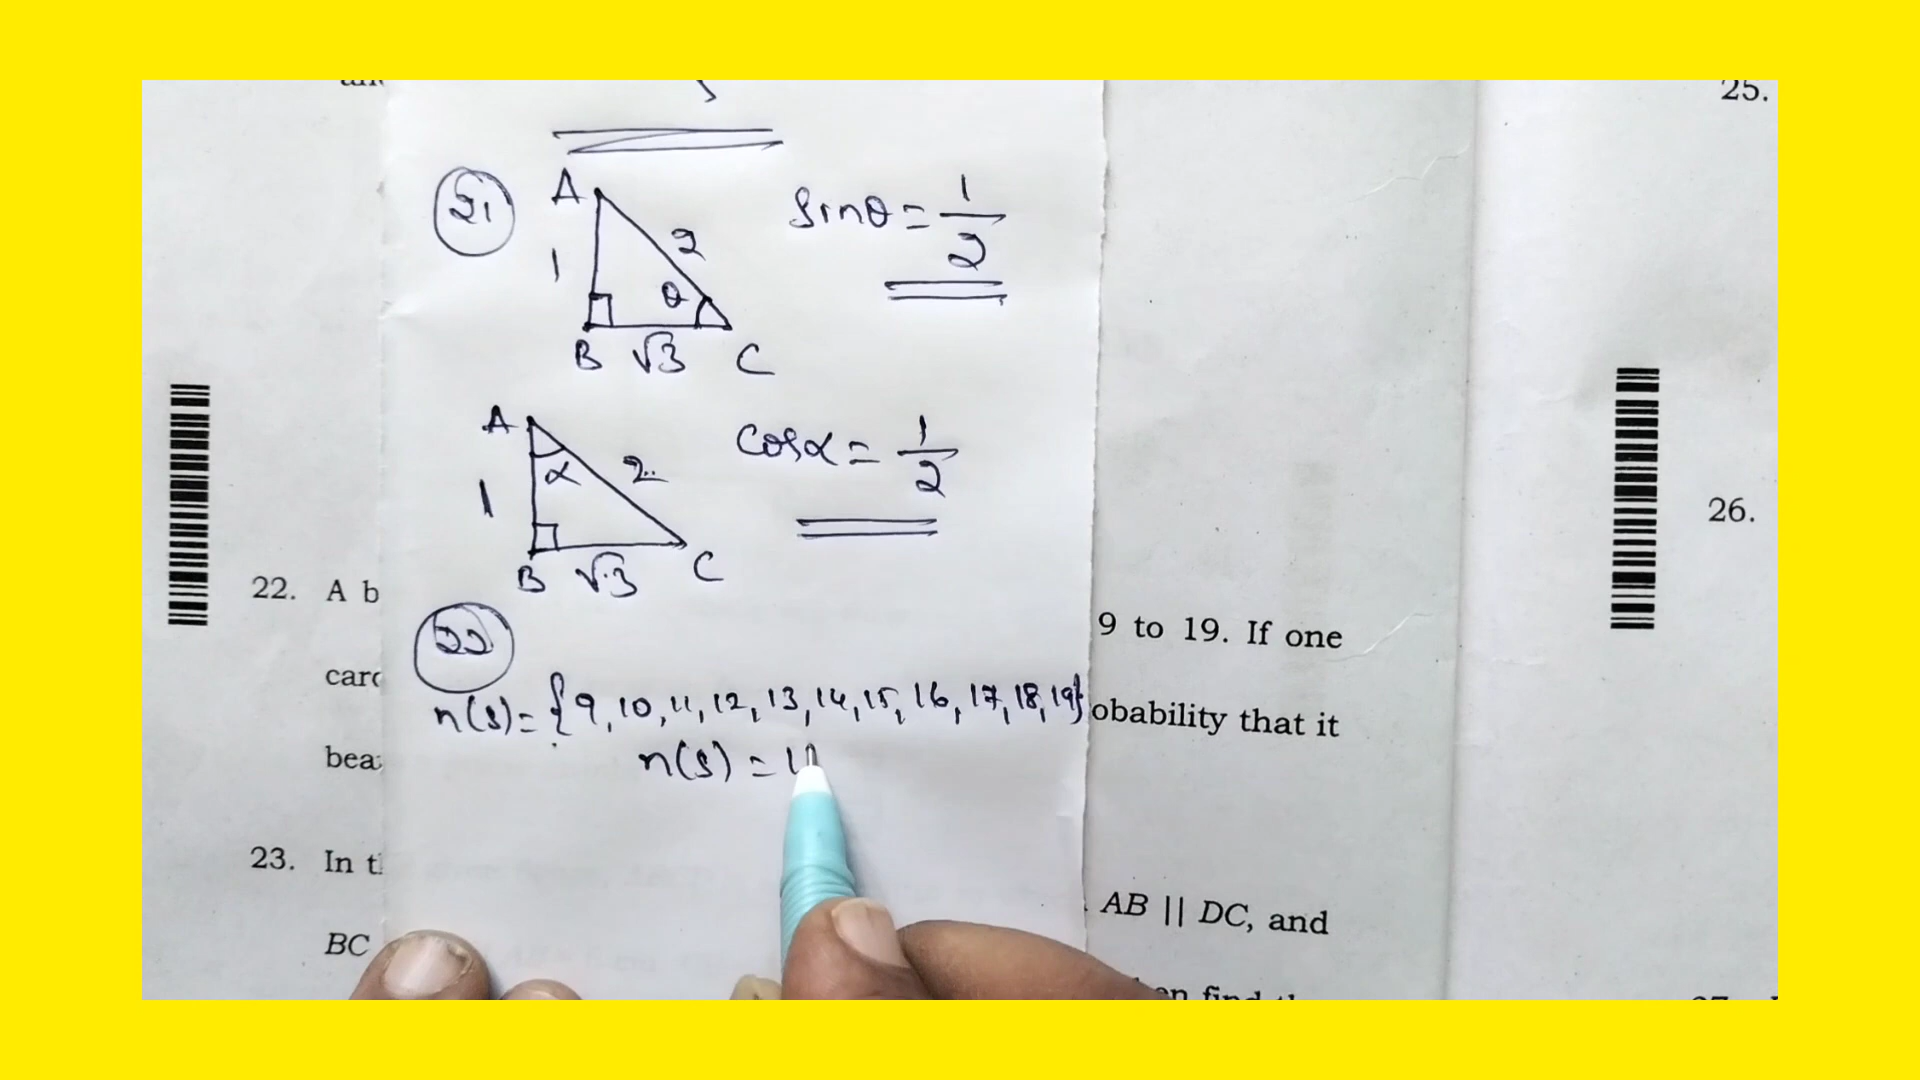 25.
21
A
2
1
θ
B √3 C
sinθ = 1/2
A
α 2
1
B √3 C
cosα = 1/2
26.
22. A b
22
9 to 19. If one
card
n(s) = {9, 10, 11, 12, 13, 14, 15, 16, 17, 18, 19}
obability that it
bea
n(s) = 11
23. In t
AB || DC, and
BC